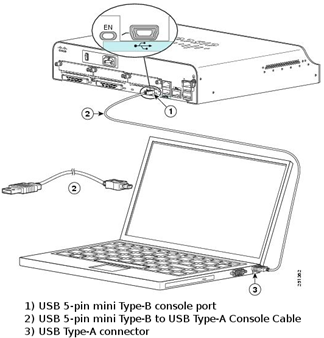 EN
1
2
2
3
1) USB 5-pin mini Type-B console port
2) USB 5-pin mini Type-B to USB Type-A Console Cable
3) USB Type-A connector